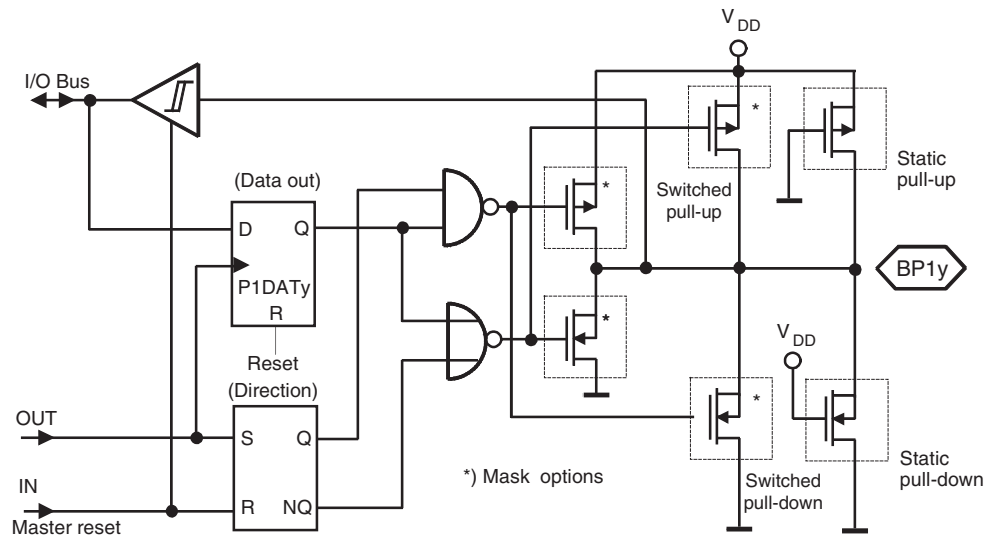 V DD
I/O Bus
*
*
Static
pull-up
(Data out)
Switched
pull-up
D
Q
P1DATy
R
BP1y
*
V DD
Reset
(Direction)
*
OUT
S
Q
*) Mask options
Static
pull-down
IN
R
NQ
Switched
pull-down
Master reset